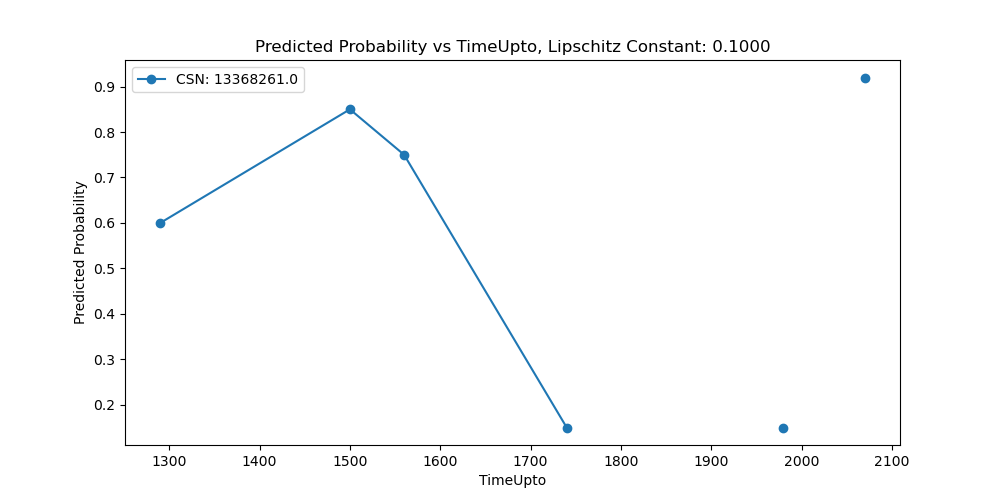 Predicted Probability vs TimeUpto, Lipschitz Constant: 0.1000
CSN: 13368261.0
Predicted Probability
0.9
0.8
0.7
0.6
0.5
0.4
0.3
0.2
1300 1400 1500 1600 1700 1800 1900 2000 2100
TimeUpto